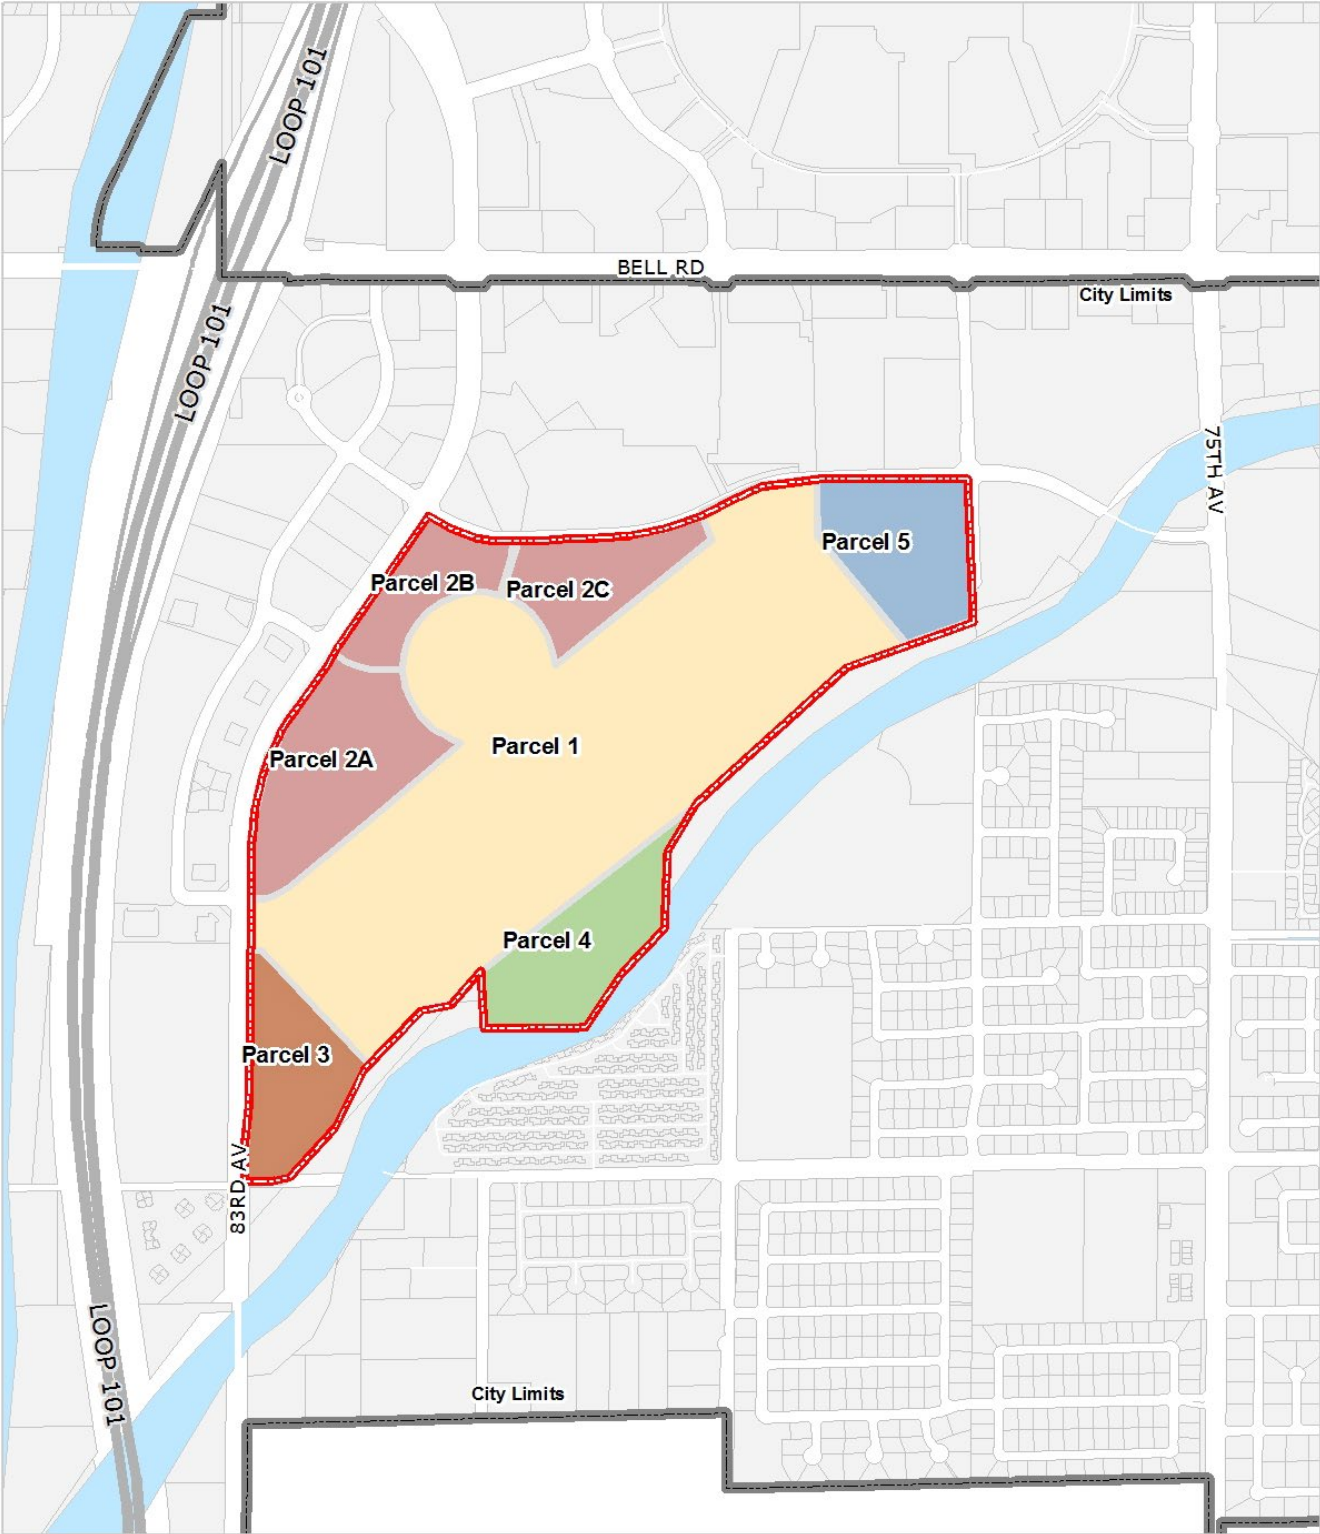 LOOP 101
BELL RD
City Limits
LOOP 101
75TH AV
Parcel 5
Parcel 2B
Parcel 2C
Parcel 1
Parcel 2A
Parcel 4
Parcel 3
83RD AV
LOOP 101
City Limits